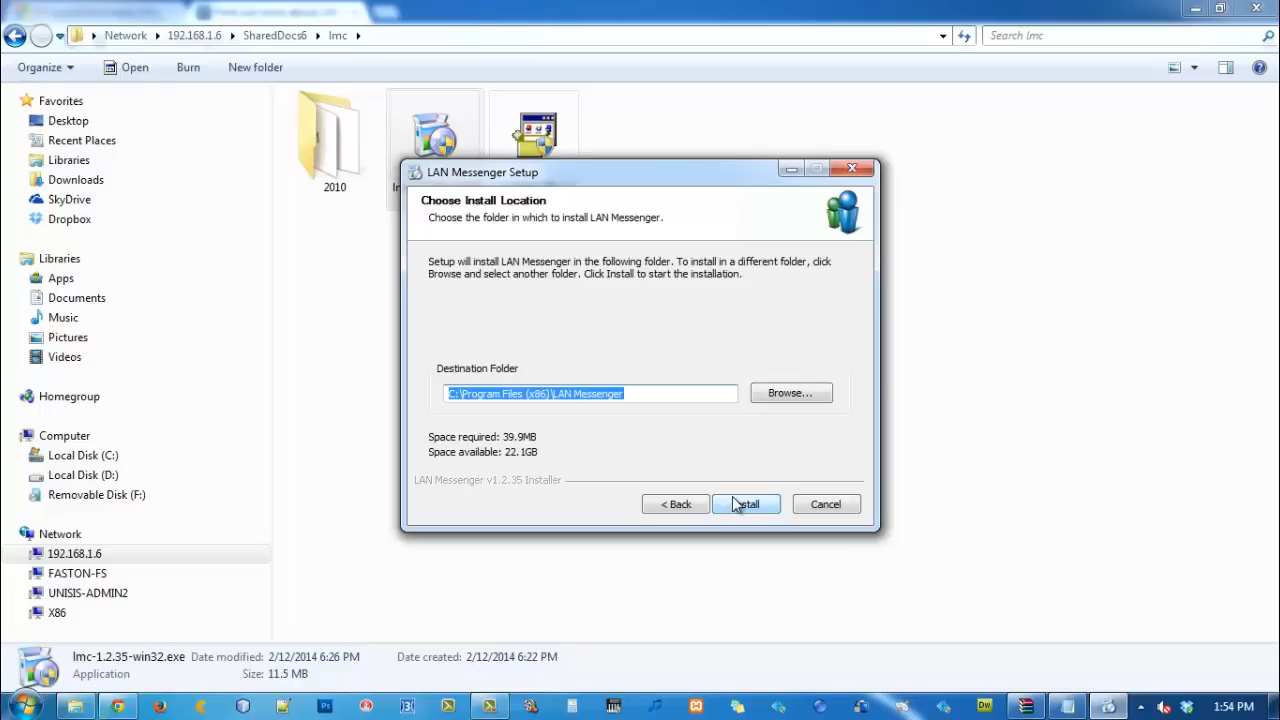 Network
192.168.1.6
SharedDocs6
lmc
Search lmc
Organize
Open
Burn
New folder
Favorites
Desktop
Recent Places
Libraries
Downloads
SkyDrive
Dropbox
Libraries
Apps
Documents
Music
Pictures
Videos
Homegroup
Computer
Local Disk (C:)
Local Disk (D:)
Removable Disk (F:)
Network
192.168.1.6
FASTON-FS
UNISIS-ADMIN2
X86
2010
LAN Messenger Setup
Choose Install Location
Choose the folder in which to install LAN Messenger.
Setup will install LAN Messenger in the following folder. To install in a different folder, click
Browse and select another folder. Click Install to start the installation.
Destination Folder
C:\Program Files (x86)\LAN Messenger
Browse...
Space required: 39.9MB
Space available: 22.1GB
LAN Messenger v1.2.35 Installer
< Back
Install
Cancel
lmc-1.2.35-win32.exe
Date modified: 2/12/2014 6:26 PM
Date created: 2/12/2014 6:22 PM
Application
Size: 11.5 MB
Ps
Dw
1:54 PM